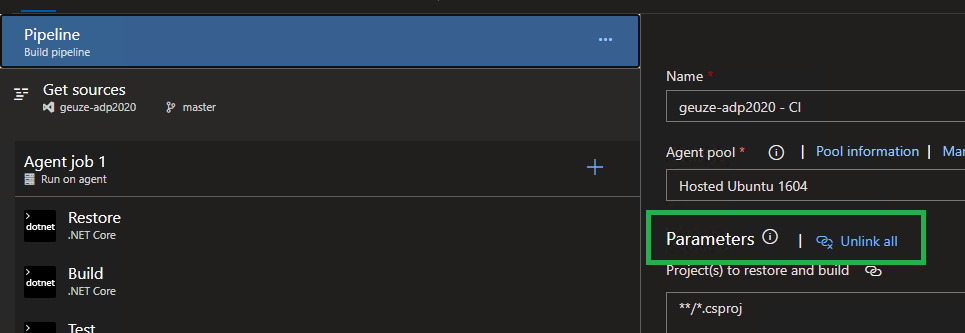 Pipeline
Build pipeline
Get sources
geuze-adp2020 master
Agent job 1
Run on agent
>
dotnet
Restore
.NET Core
>
dotnet
Build
.NET Core
>
Test
Name *
geuze-adp2020 - CI
Agent pool * | Pool information | Mar
Hosted Ubuntu 1604
Parameters | Unlink all
Project(s) to restore and build
**/*.csproj